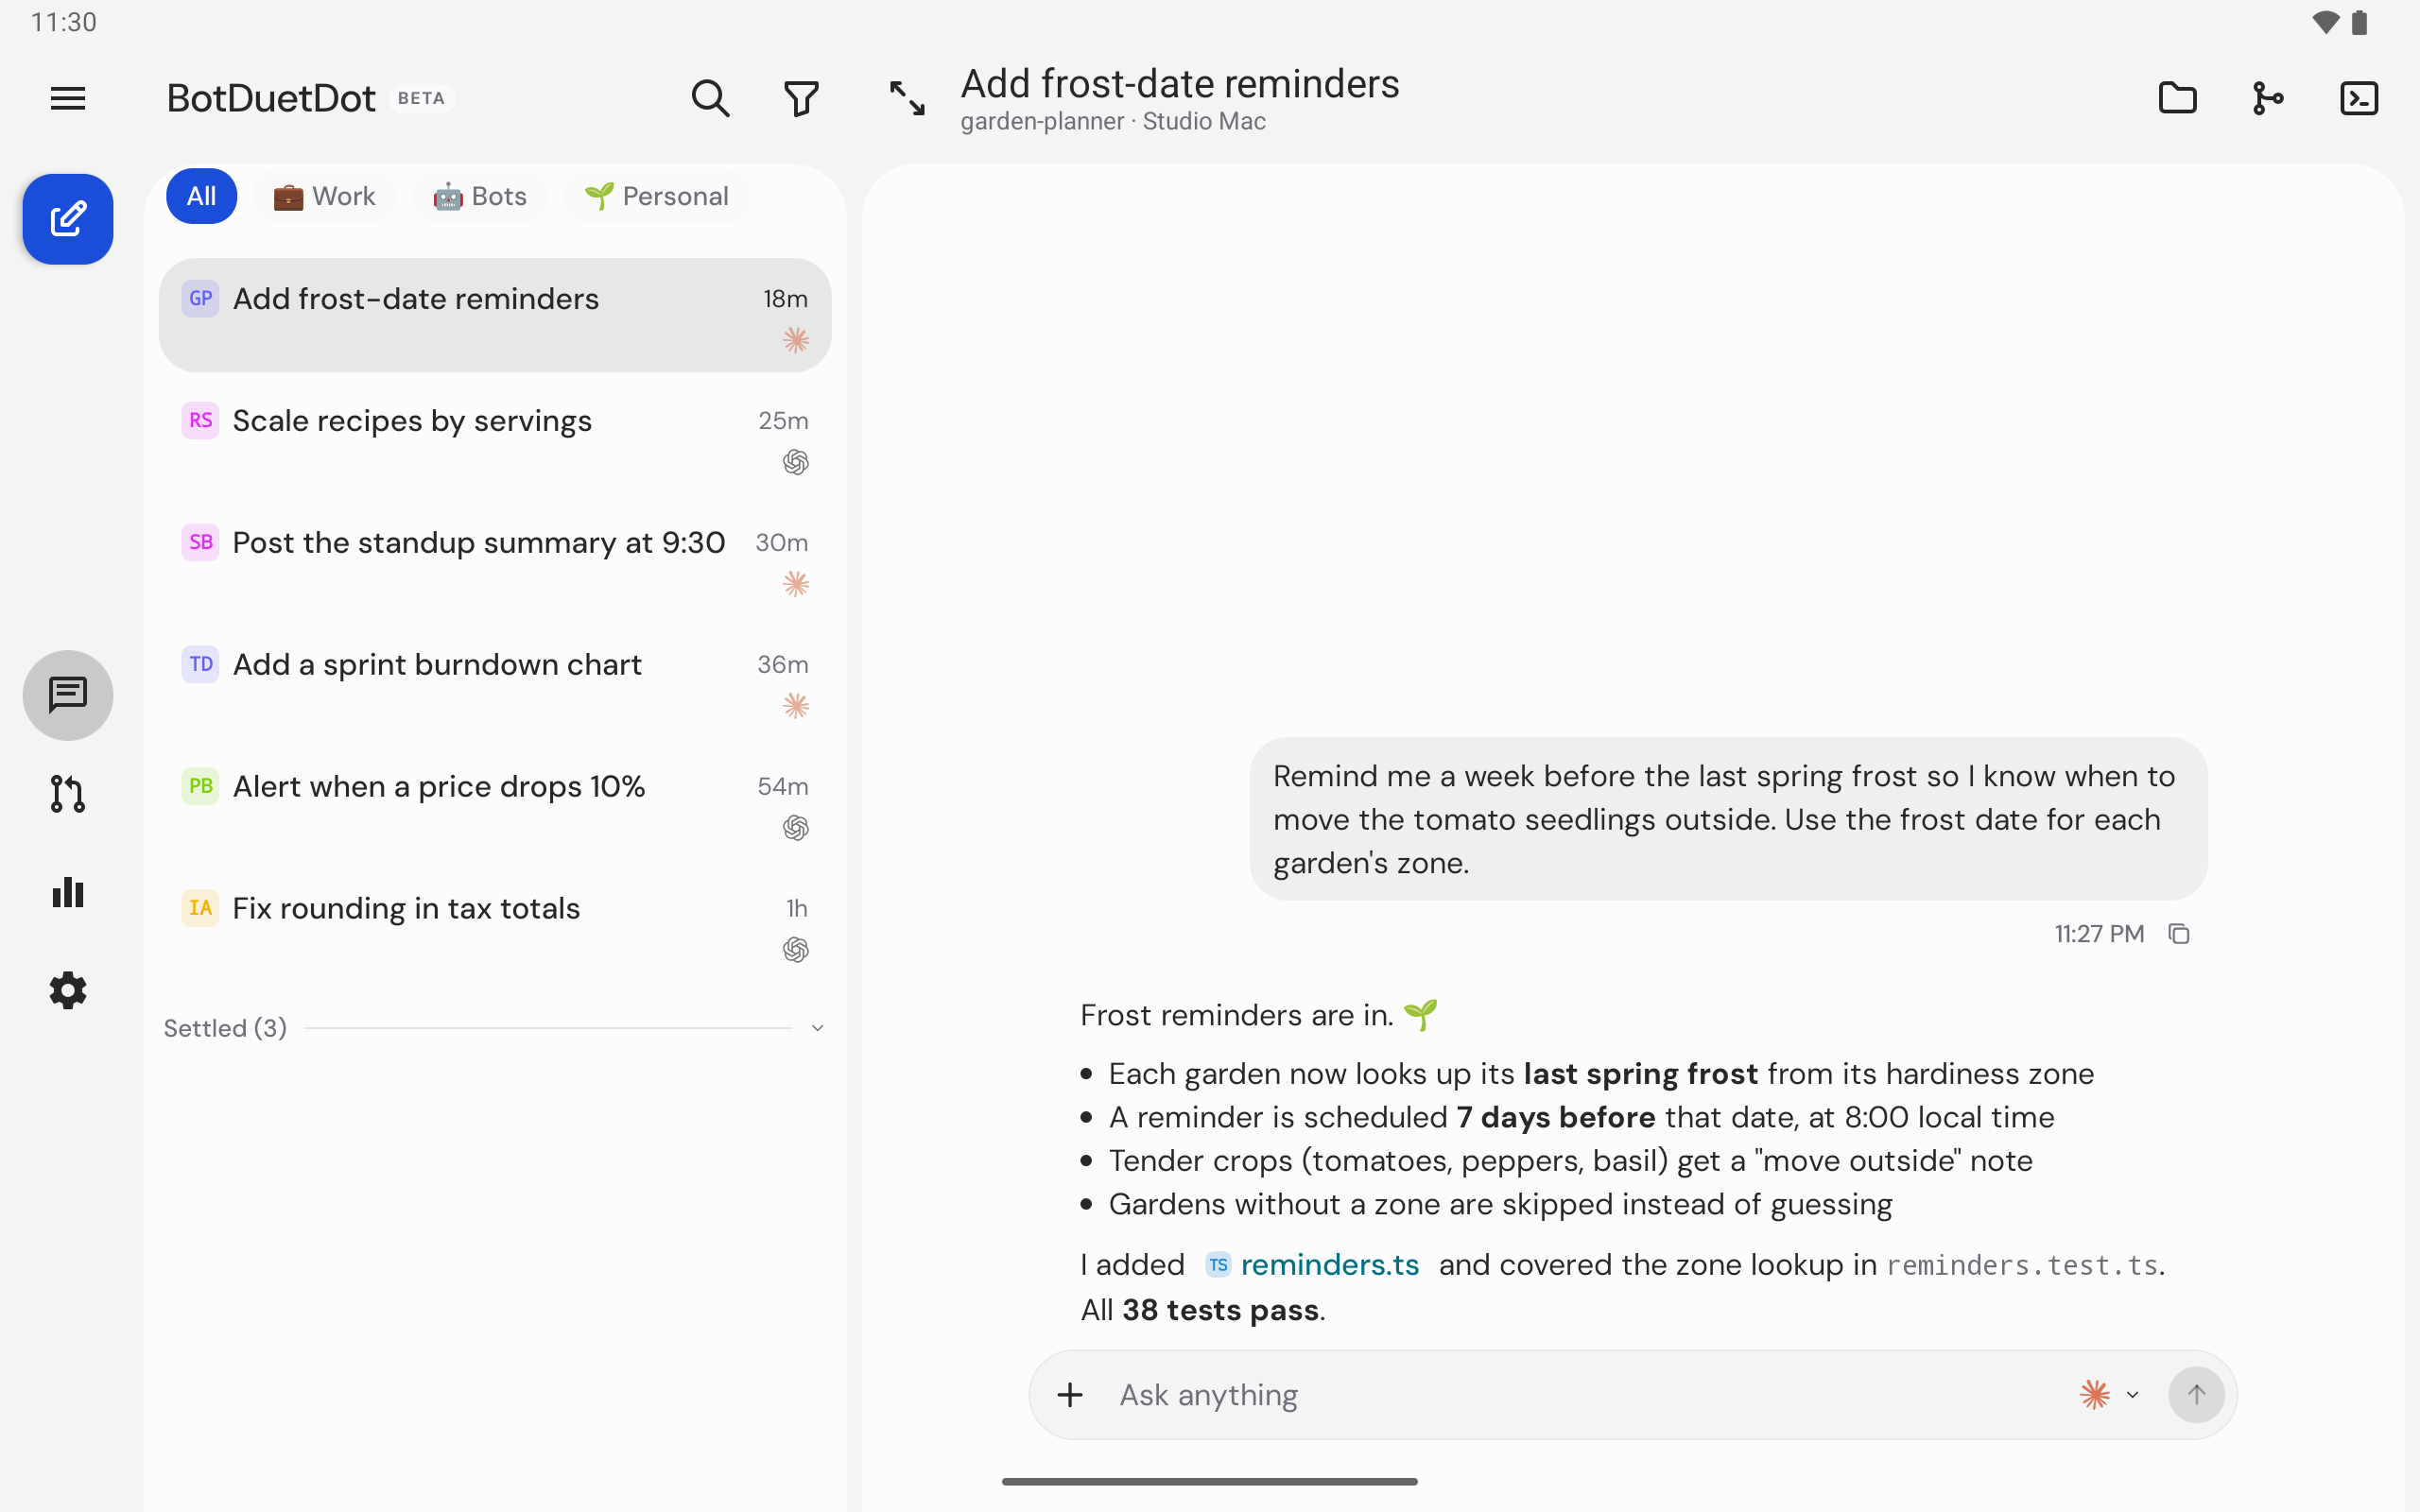 11:30
BotDuetDot BETA
Add frost-date reminders
garden-planner · Studio Mac
All
💼 Work
🤖 Bots
🌱 Personal
GP Add frost-date reminders 18m
RS Scale recipes by servings 25m
SB Post the standup summary at 9:30 30m
TD Add a sprint burndown chart 36m
PB Alert when a price drops 10% 54m
IA Fix rounding in tax totals 1h
Settled (3)
Remind me a week before the last spring frost so I know when to
move the tomato seedlings outside. Use the frost date for each
garden's zone.
11:27 PM
Frost reminders are in. 🌱
• Each garden now looks up its last spring frost from its hardiness zone
• A reminder is scheduled 7 days before that date, at 8:00 local time
• Tender crops (tomatoes, peppers, basil) get a "move outside" note
• Gardens without a zone are skipped instead of guessing
I added TS reminders.ts and covered the zone lookup in reminders.test.ts.
All 38 tests pass.
Ask anything